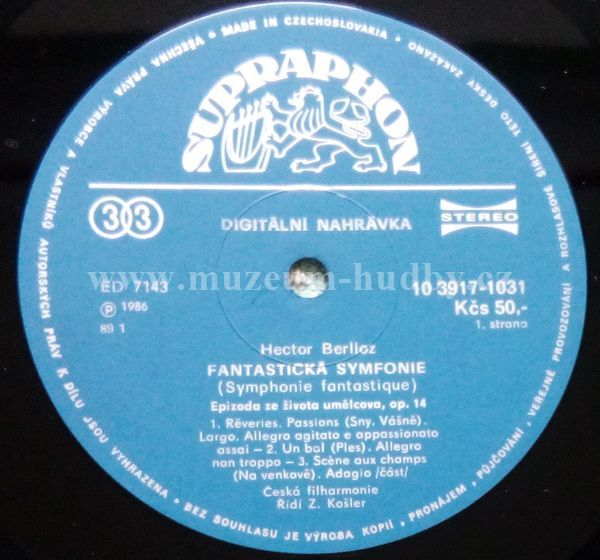 VŠECHNA PRÁVA VÝROBCE A VLASTNÍKŮ AUTORSKÝCH PRÁV K DÍLU JSOU VYHRAZENA • BEZ SOUHLASU JE VÝROBA KOPIÍ, PRONÁJEM, PŮJČOVÁNÍ, VEŘEJNÉ PROVOZOVÁNÍ A ROZHLASOVÉ ŠÍŘENÍ TÉTO DESKY ZAKÁZÁNO • MADE IN CZECHOSLOVAKIA •
SUPRAPHON
33
DIGITÁLNÍ NAHRÁVKA
STEREO
www.muzeum-hudby.cz
ED 7143
Ⓟ 1986
89 1
10 3917-1031
Kčs 50,-
1. strana
Hector Berlioz
FANTASTICKÁ SYMFONIE
(Symphonie fantastique)
Epizoda ze života umělcova, op. 14
1. Rêveries. Passions (Sny. Vášně).
Largo. Allegro agitato e appassionato
assai – 2. Un bal (Ples). Allegro
non troppo – 3. Scène aux champs
(Na venkově). Adagio /část/
Česká filharmonie
Řídí Z. Košler